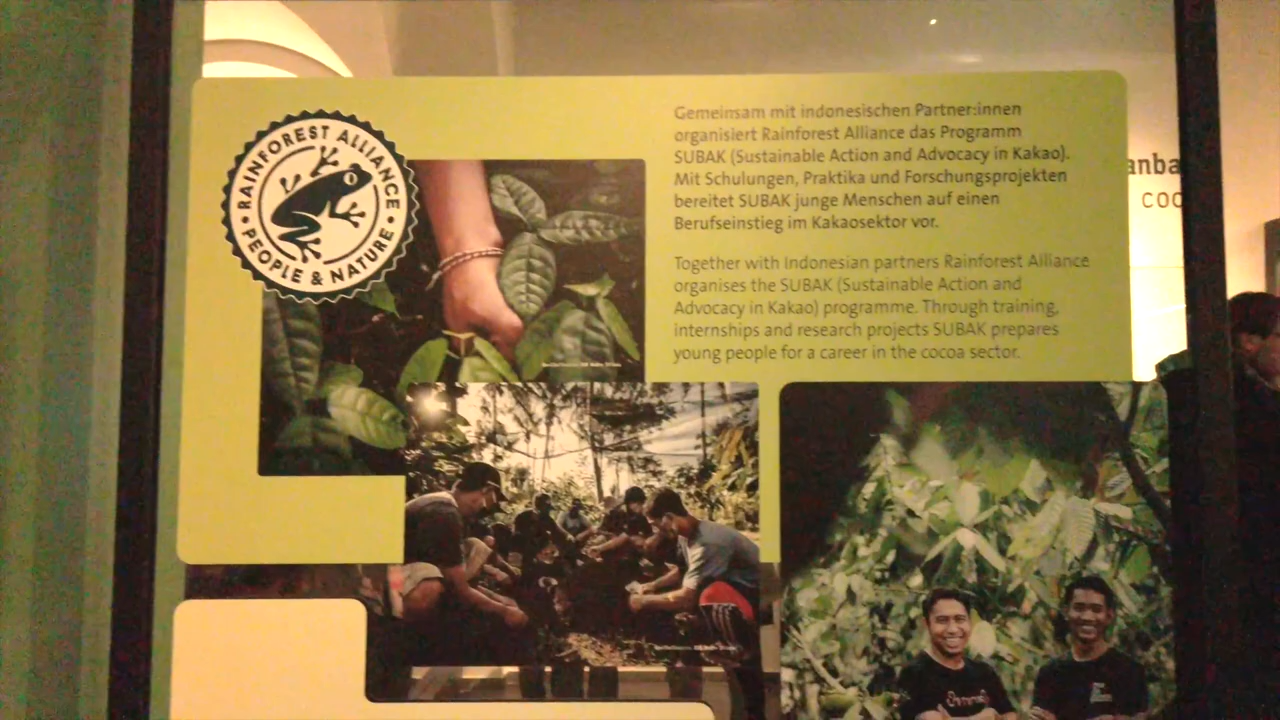 RAINFOREST ALLIANCE
PEOPLE & NATURE
Gemeinsam mit indonesischen Partner:innen
organisiert Rainforest Alliance das Programm
SUBAK (Sustainable Action and Advocacy in Kakao).
Mit Schulungen, Praktika und Forschungsprojekten
bereitet SUBAK junge Menschen auf einen
Berufseinstieg im Kakaosektor vor.
Together with Indonesian partners Rainforest Alliance
organises the SUBAK (Sustainable Action and
Advocacy in Kakao) programme. Through training,
internships and research projects SUBAK prepares
young people for a career in the cocoa sector.
anba
COO